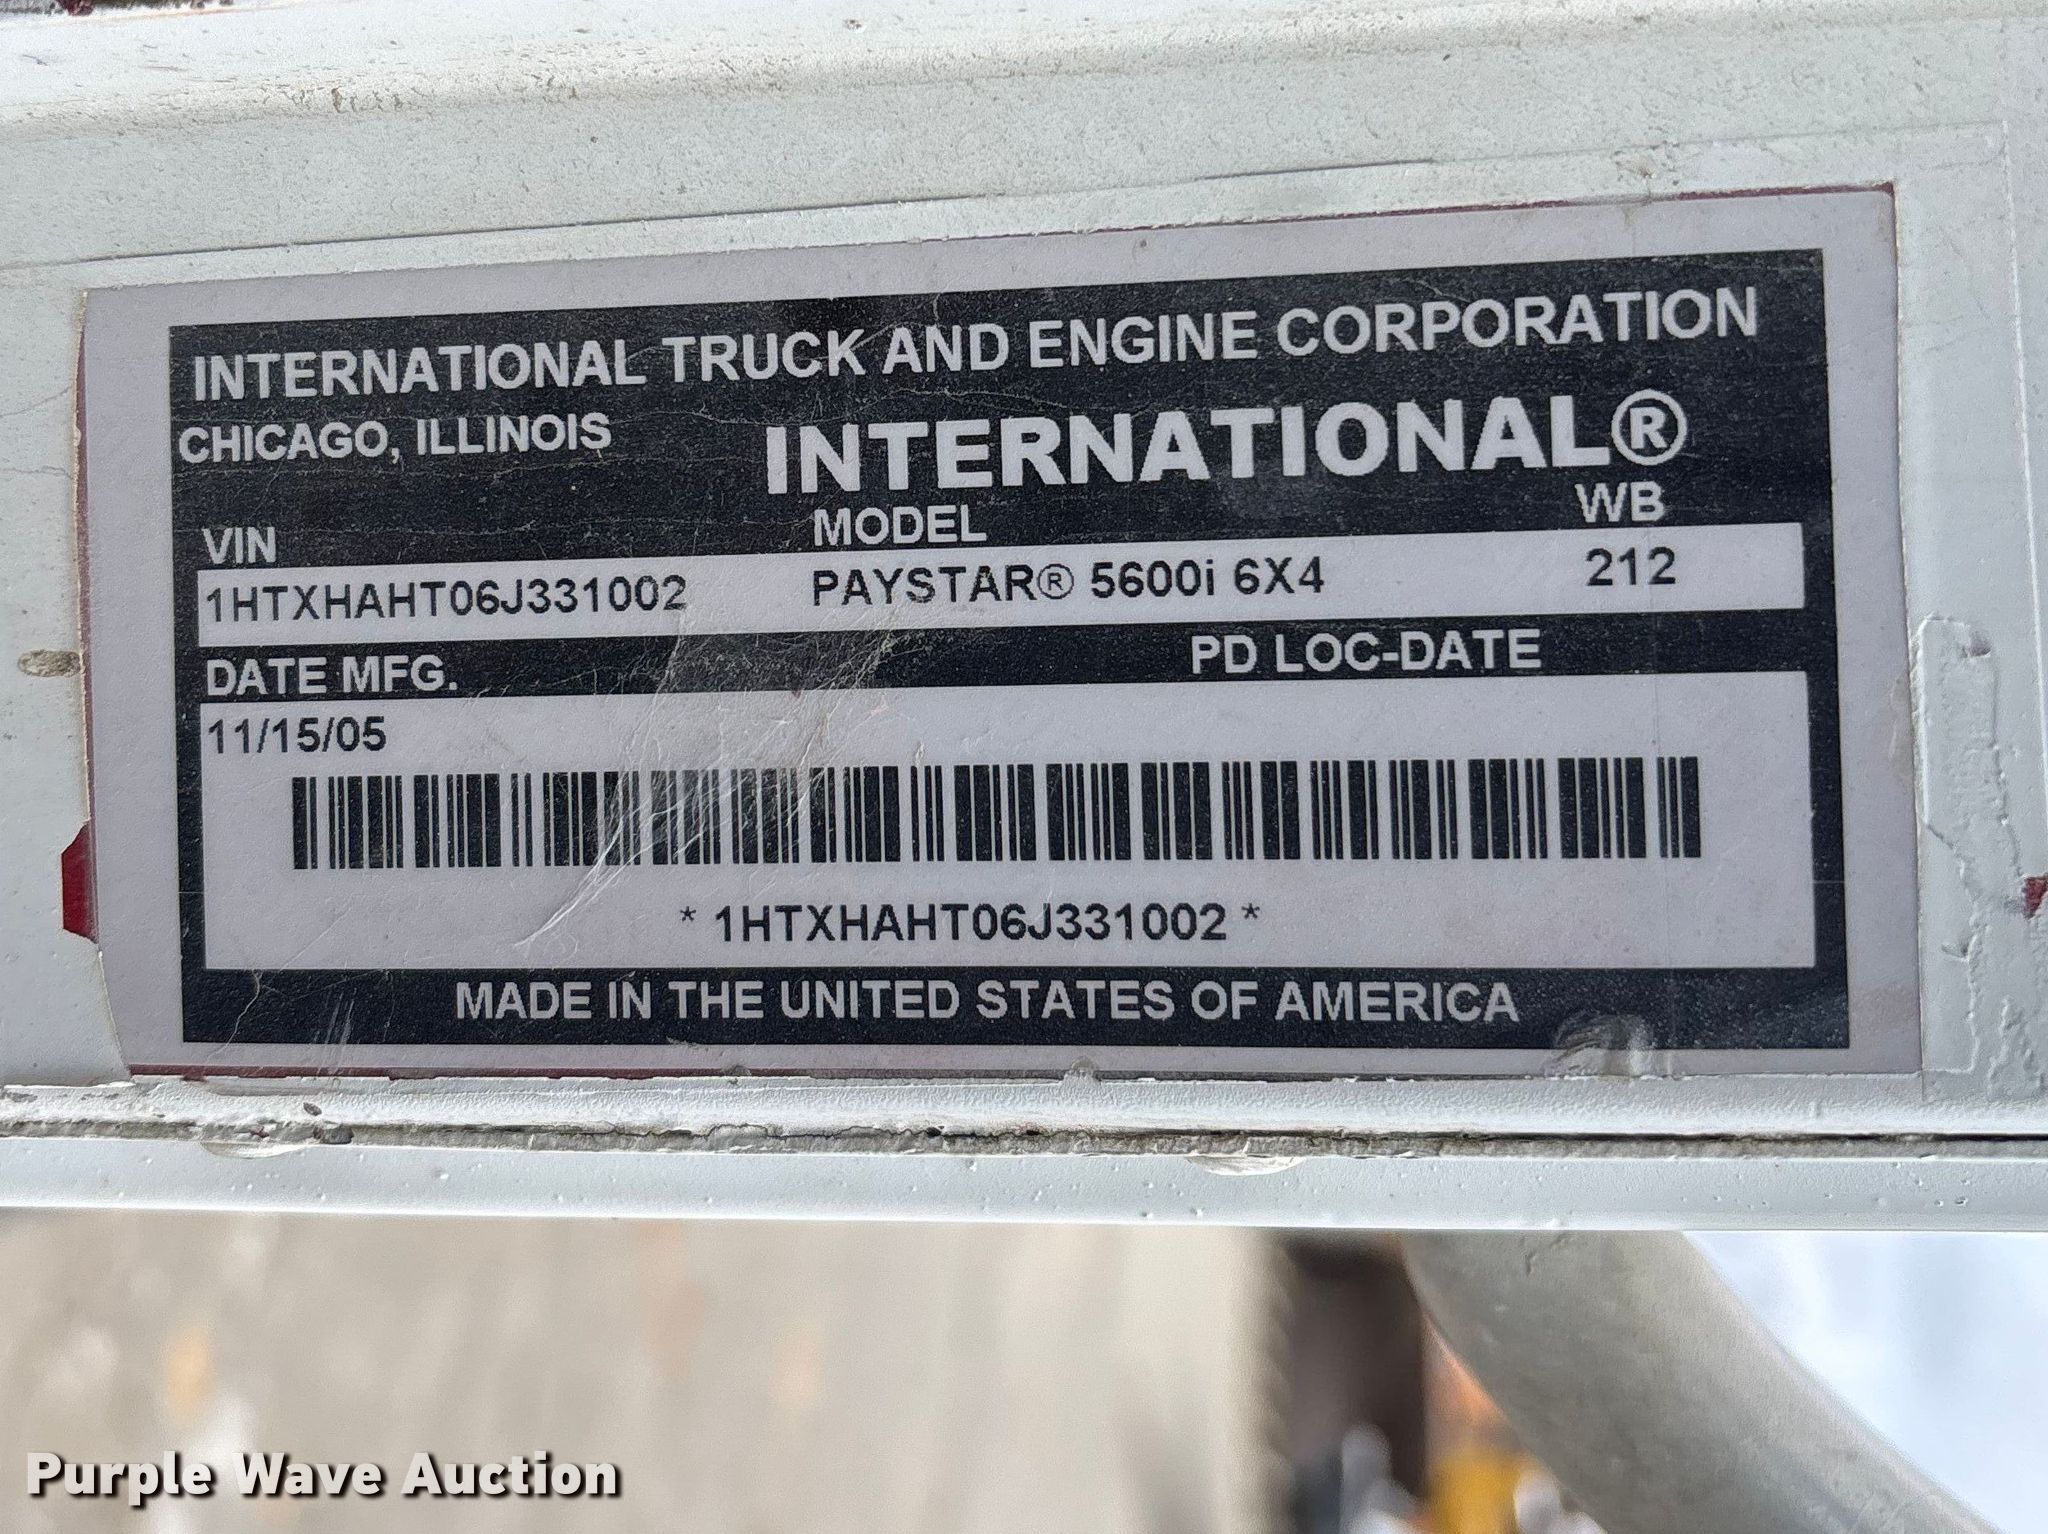 INTERNATIONAL TRUCK AND ENGINE CORPORATION
CHICAGO, ILLINOIS
INTERNATIONAL®
VIN MODEL WB
1HTXHAHT06J331002 PAYSTAR® 5600i 6X4 212
DATE MFG. PD LOC-DATE
11/15/05
* 1HTXHAHT06J331002 *
MADE IN THE UNITED STATES OF AMERICA
Purple Wave Auction